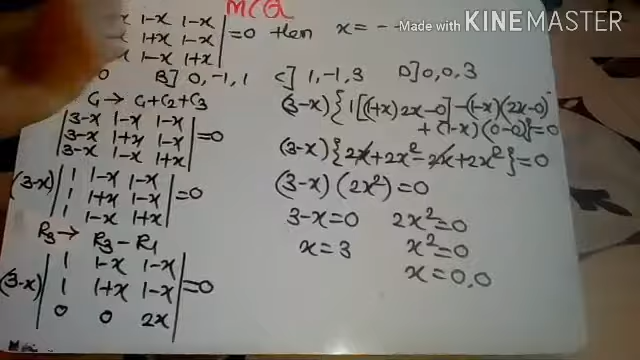 MCQ
Made with KINEMASTER
x 1-x 1-x
x 1+x 1-x =0 then x = - -
x 1-x 1+x
0 B] 0,-1,1 C] 1,-1,3 D] 0,0,3
C₁ → C₁+C₂+C₃
|3-x 1-x 1-x|
|3-x 1+x 1-x| =0
|3-x 1-x 1+x|
(3-x) |1 1-x 1-x|
|1 1+x 1-x| =0
|1 1-x 1+x|
R₃ → R₃-R₁
(3-x) |1 1-x 1-x|
|1 1+x 1-x| =0
|0 0 2x|
(3-x){1[(1+x)2x-0]-(1-x)(2x-0)
+(1-x)(0-0)}=0
(3-x){2x+2x²-2x+2x²}=0
(3-x)(2x²)=0
3-x=0 2x²=0
x=3 x²=0
x=0,0